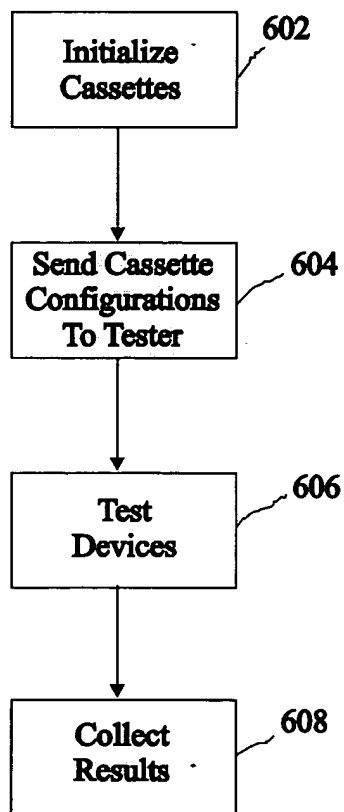 Initialize
Cassettes
602
Send Cassette
Configurations
To Tester
604
Test
Devices
606
Collect
Results
608